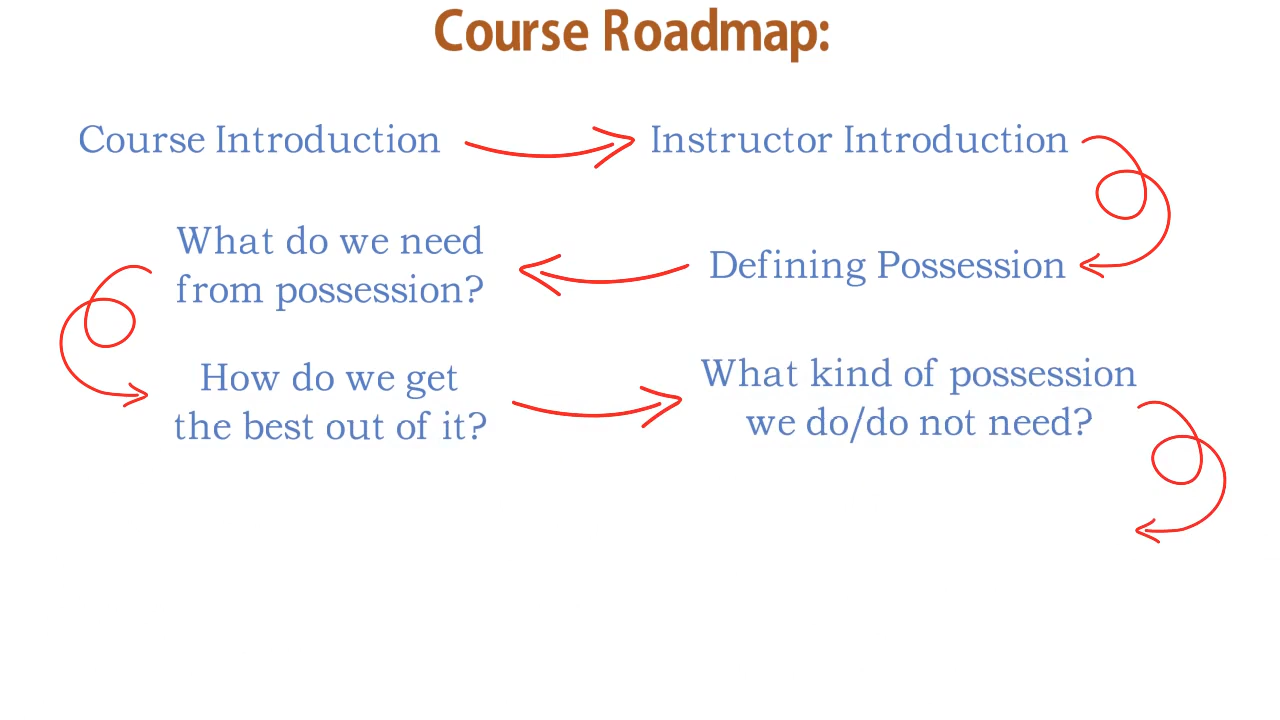 Course Roadmap:
Course Introduction
Instructor Introduction
Defining Possession
What do we need
from possession?
How do we get
the best out of it?
What kind of possession
we do/do not need?